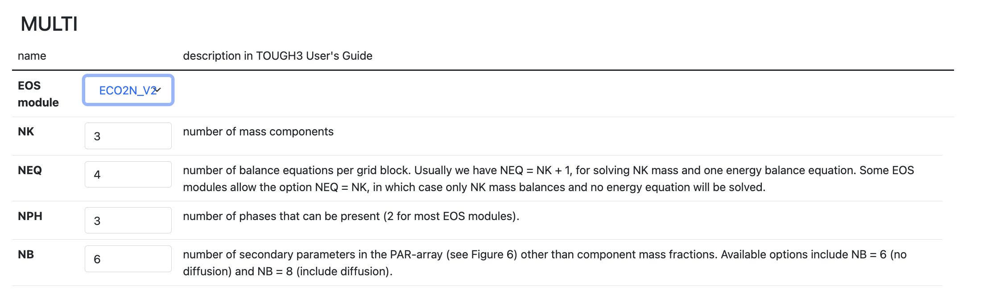 MULTI
name description in TOUGH3 User's Guide
EOS module ECO2N_V2
NK 3 number of mass components
NEQ 4 number of balance equations per grid block. Usually we have NEQ = NK + 1, for solving NK mass and one energy balance equation. Some EOS
modules allow the option NEQ = NK, in which case only NK mass balances and no energy equation will be solved.
NPH 3 number of phases that can be present (2 for most EOS modules).
NB 6 number of secondary parameters in the PAR-array (see Figure 6) other than component mass fractions. Available options include NB = 6 (no
diffusion) and NB = 8 (include diffusion).